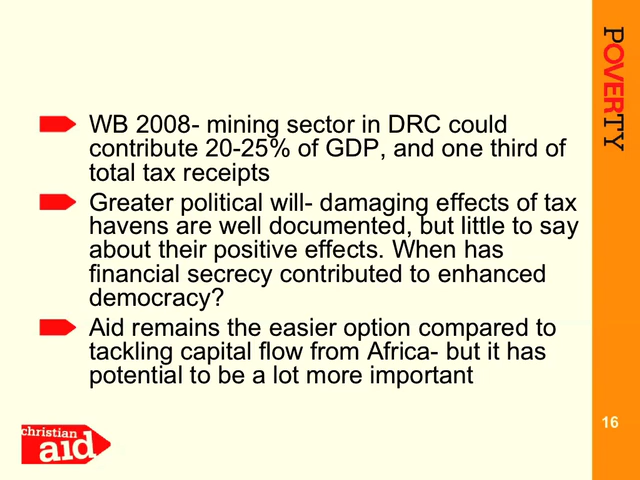 WB 2008- mining sector in DRC could
contribute 20-25% of GDP, and one third of
total tax receipts
Greater political will- damaging effects of tax
havens are well documented, but little to say
about their positive effects. When has
financial secrecy contributed to enhanced
democracy?
Aid remains the easier option compared to
tackling capital flow from Africa- but it has
potential to be a lot more important
POVERTY
16
christian
aid